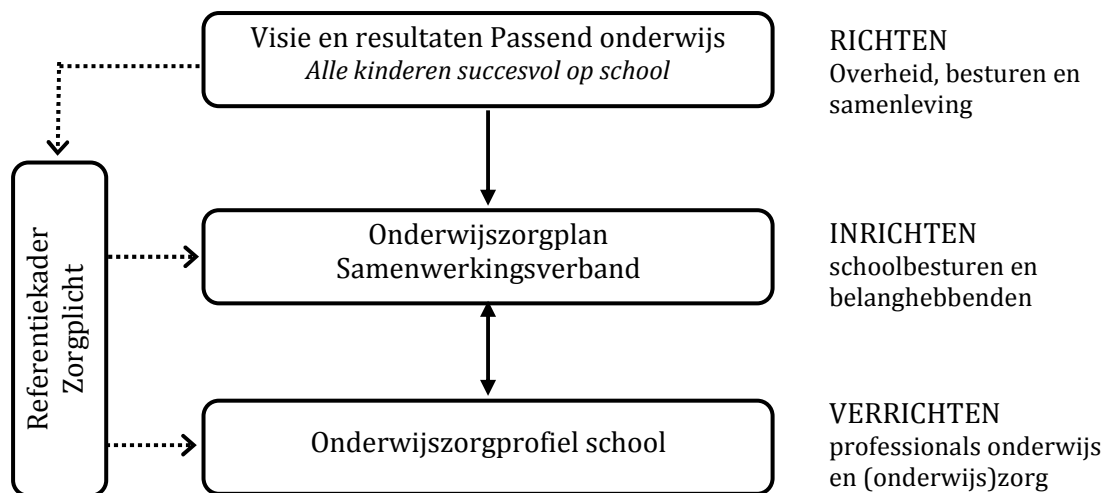 Visie en resultaten Passend onderwijs
Alle kinderen succesvol op school
RICHTEN
Overheid, besturen en
samenleving
Referentiekader
Zorgplicht
Onderwijszorgplan
Samenwerkingsverband
INRICHTEN
schoolbesturen en
belanghebbenden
Onderwijszorgprofiel school
VERRICHTEN
professionals onderwijs
en (onderwijs)zorg